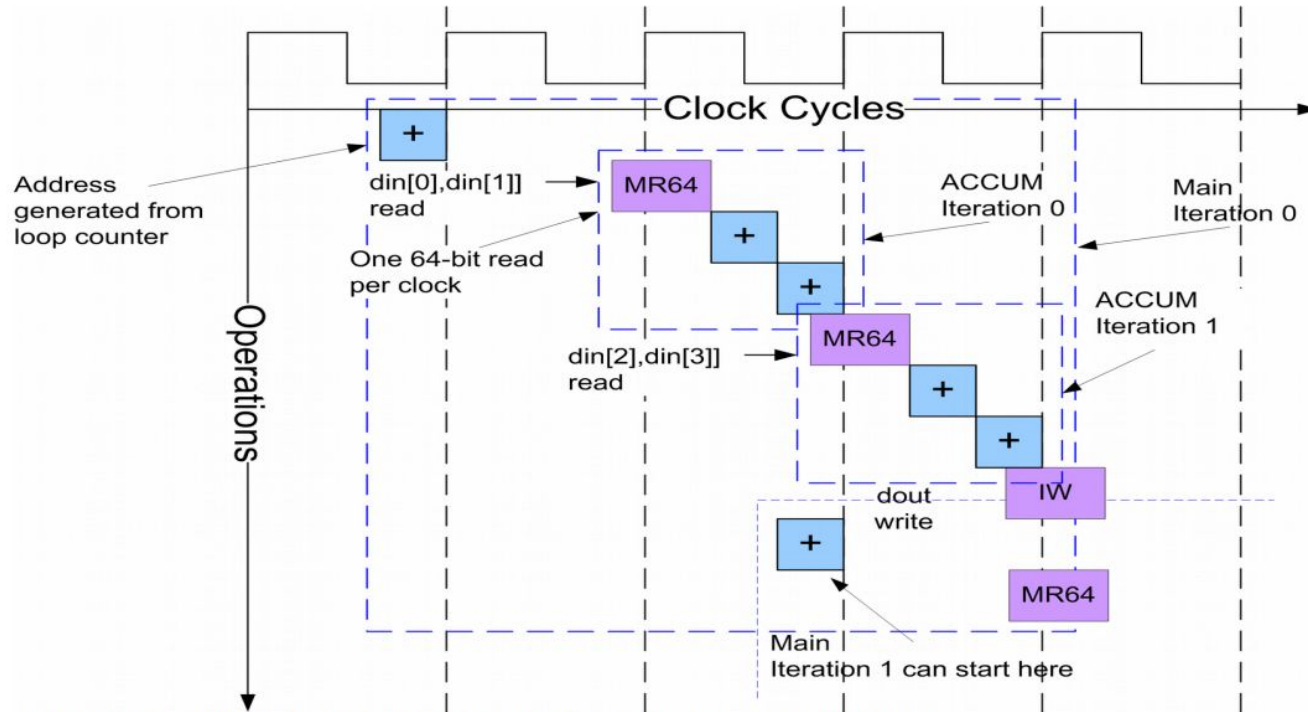 Clock Cycles
+
Address
generated from
loop counter
din[0],din[1]]
read
MR64
ACCUM
Iteration 0
Main
Iteration 0
One 64-bit read
per clock
+
+
ACCUM
Iteration 1
Operations
din[2],din[3]]
read
MR64
+
+
dout
write
IW
+
MR64
Main
Iteration 1 can start here